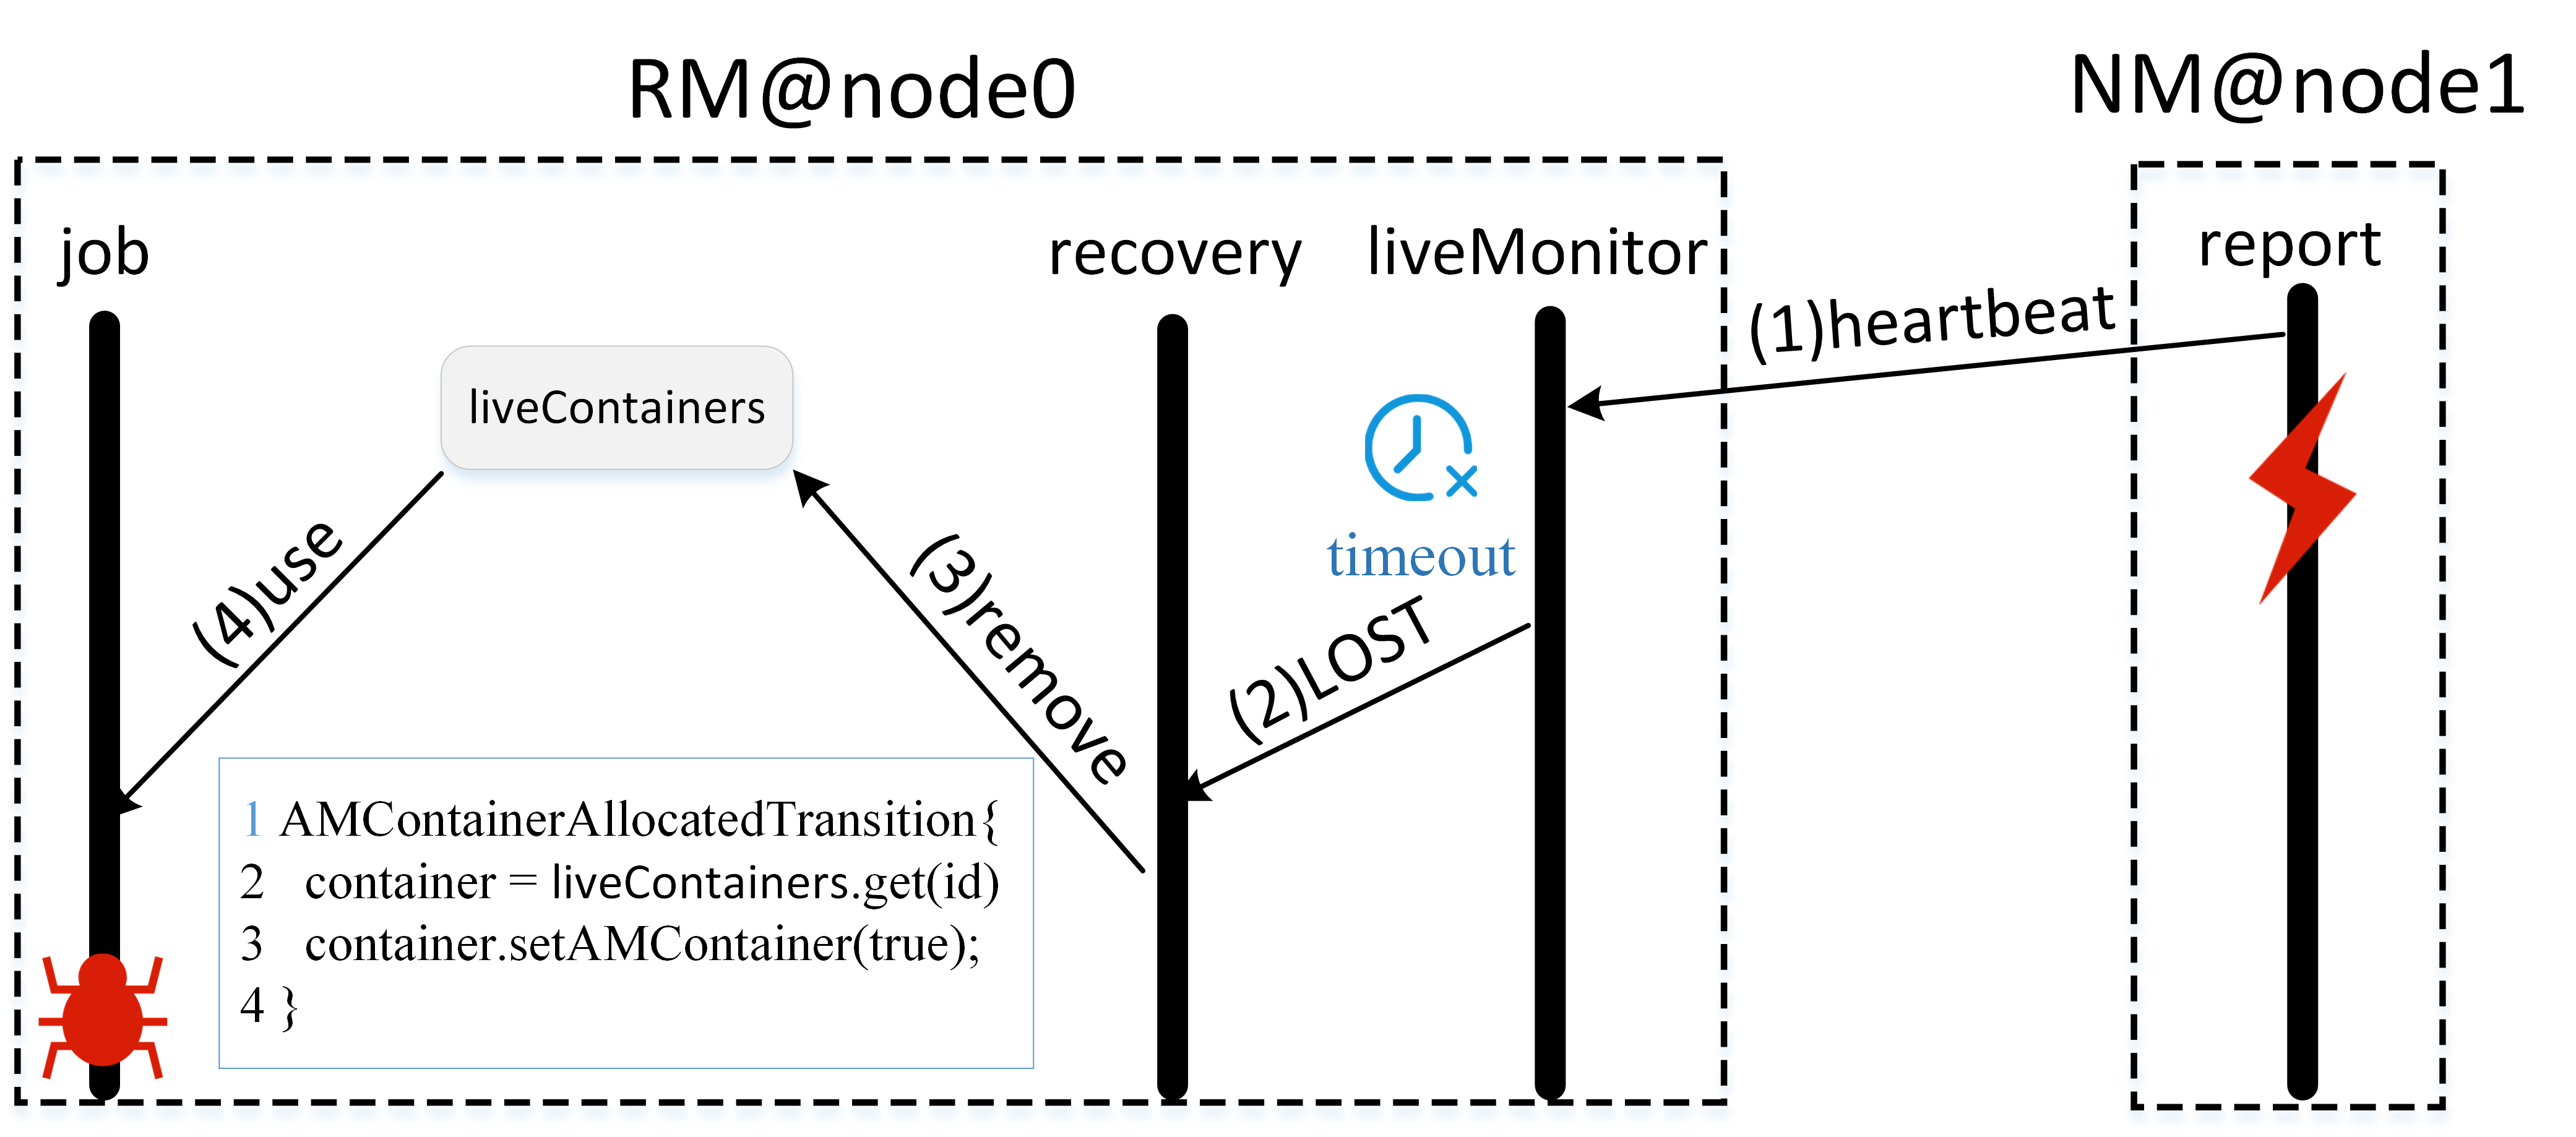 RM@node0
NM@node1
job
recovery
liveMonitor
report
(1)heartbeat
liveContainers
timeout
(4)use
(3)remove
(2)LOST
1 AMContainerAllocatedTransition{
2 container = liveContainers.get(id)
3 container.setAMContainer(true);
4 }